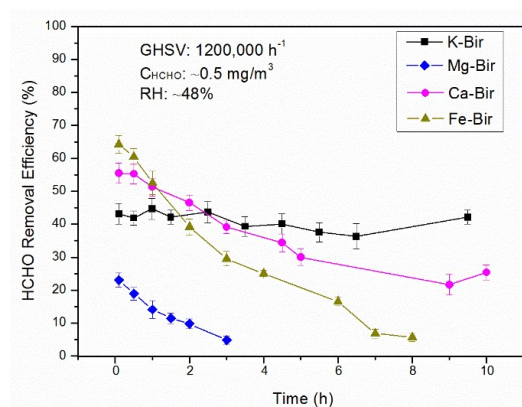 GHSV: 1200,000 h⁻¹
C_HCHO: ~0.5 mg/m³
RH: ~48%
K-Bir
Mg-Bir
Ca-Bir
Fe-Bir
HCHO Removal Efficiency (%)
100
90
80
70
60
50
40
30
20
10
0
0 2 4 6 8 10
Time (h)